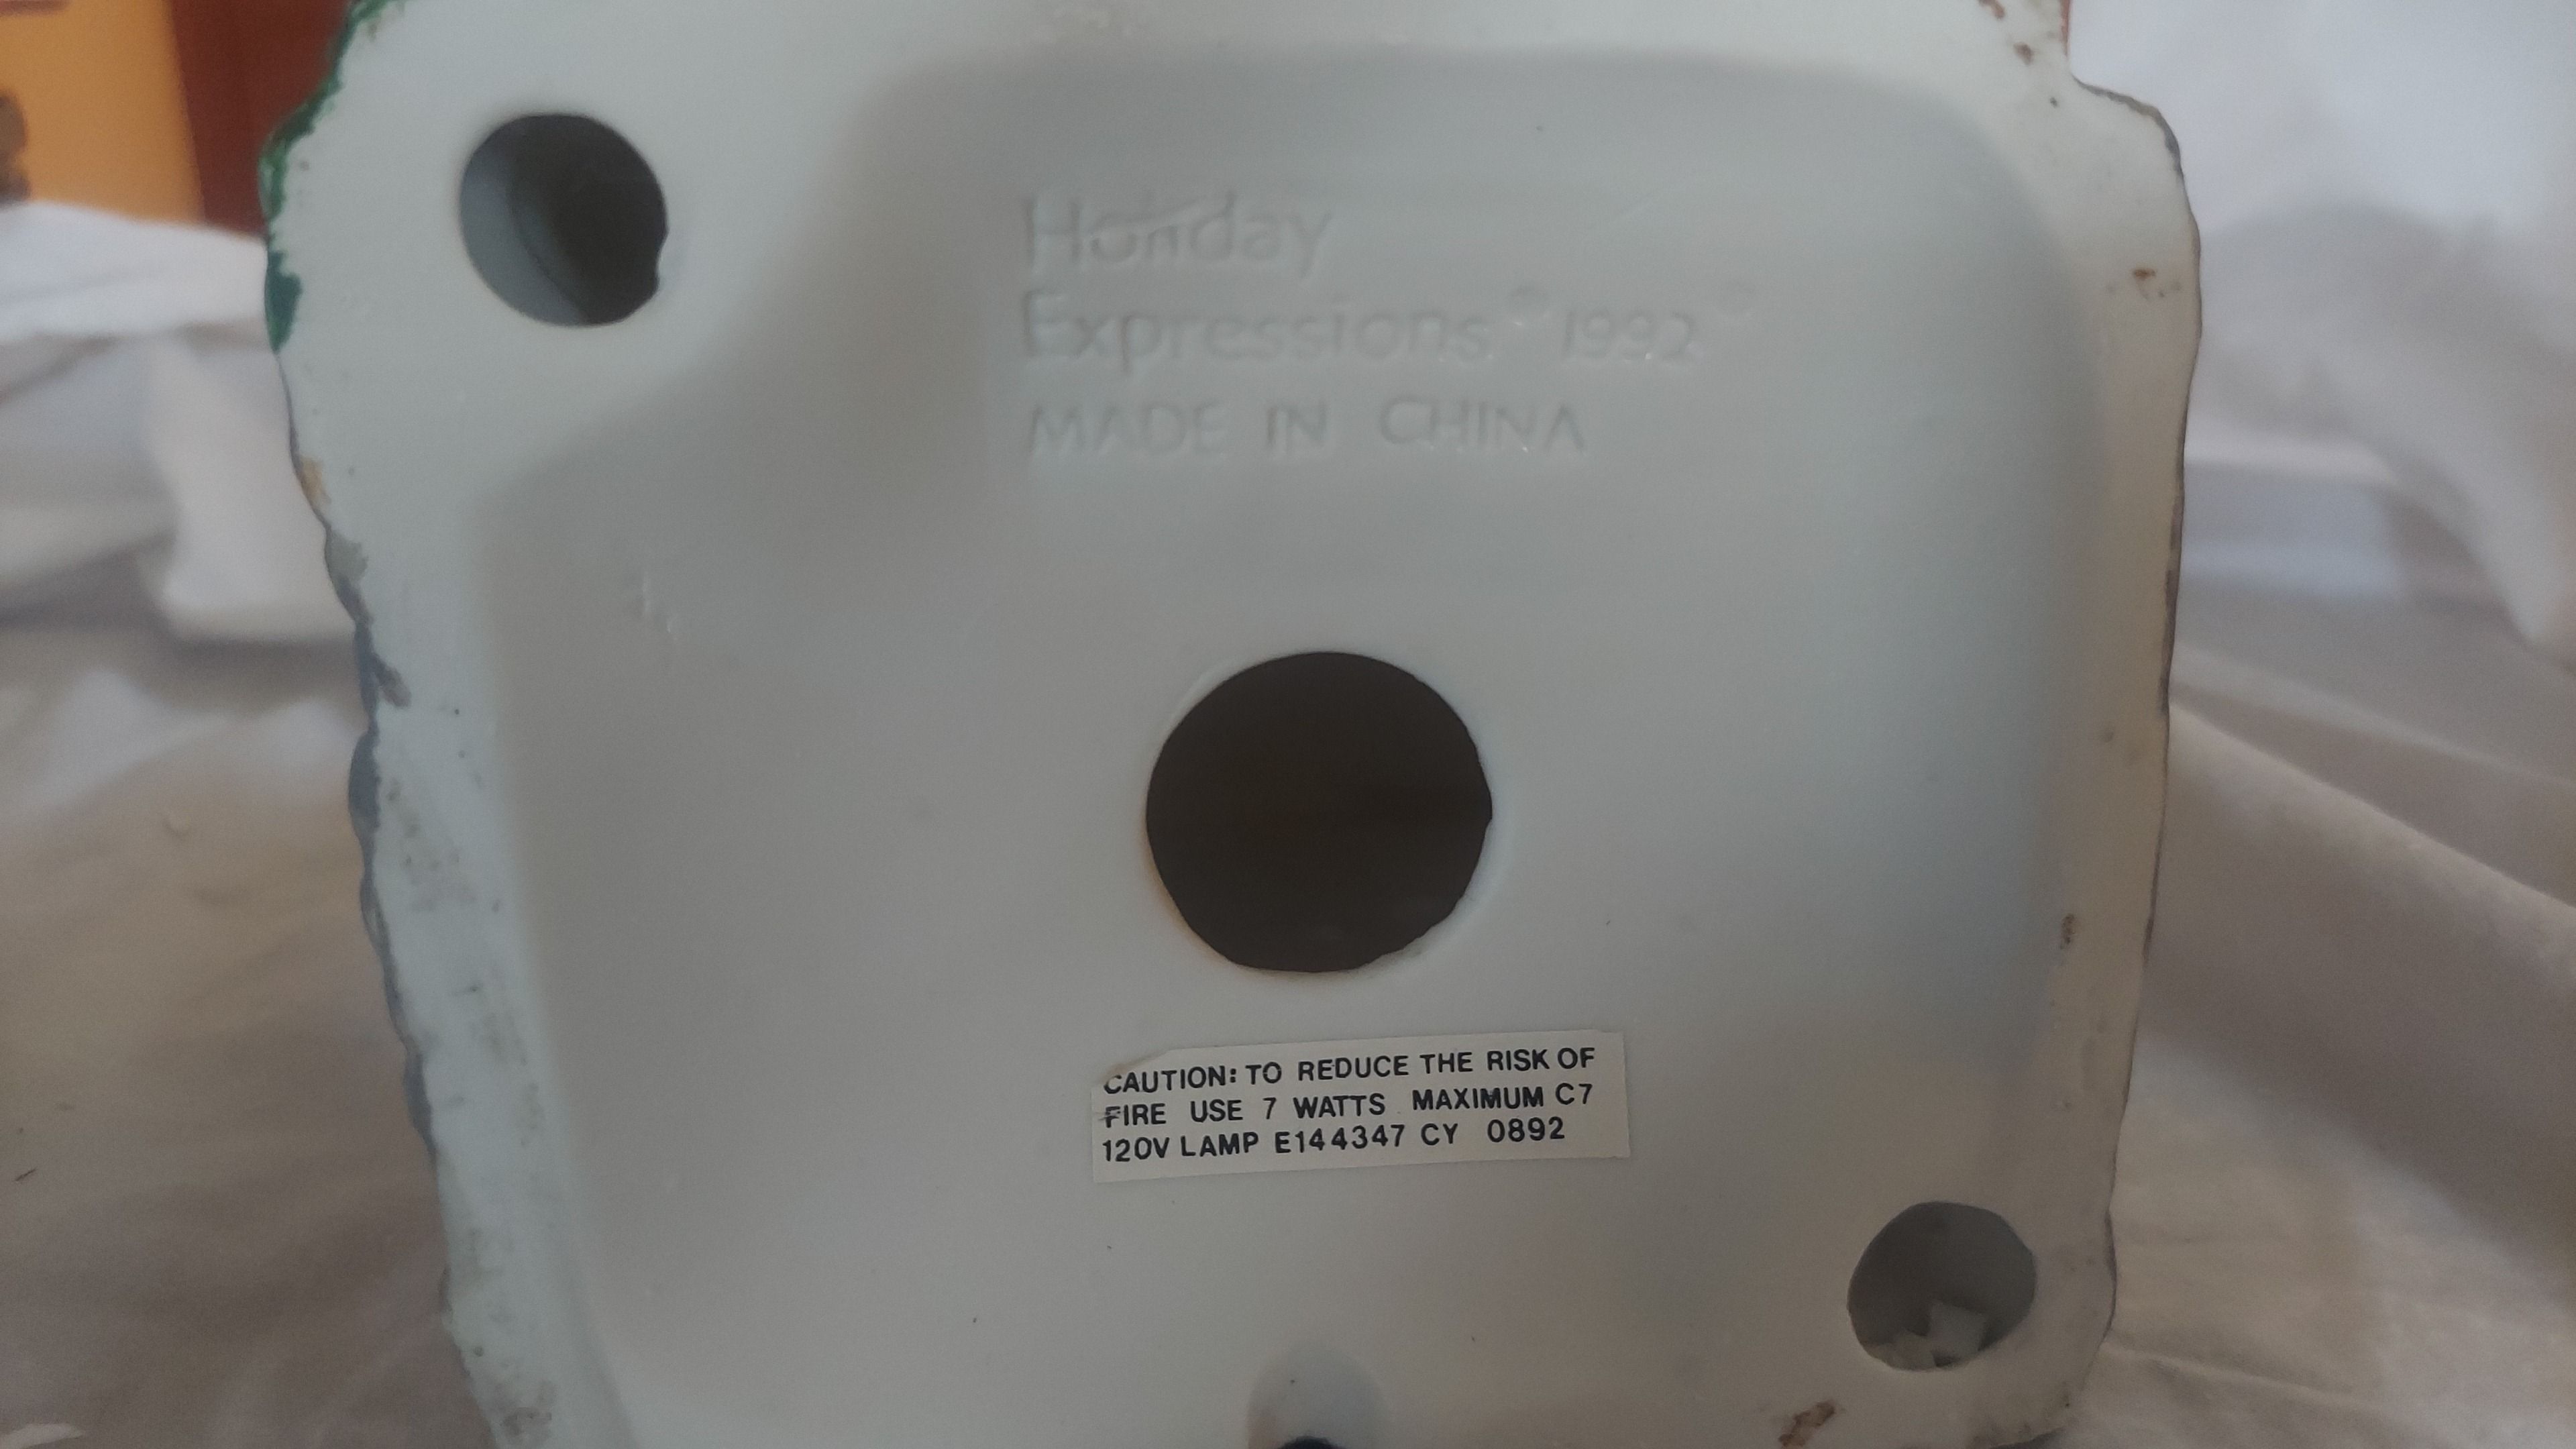 Holiday
Expressions ® 1992 ©
MADE IN CHINA
CAUTION: TO REDUCE THE RISK OF
FIRE USE 7 WATTS MAXIMUM C7
120V LAMP E144347 CY 0892